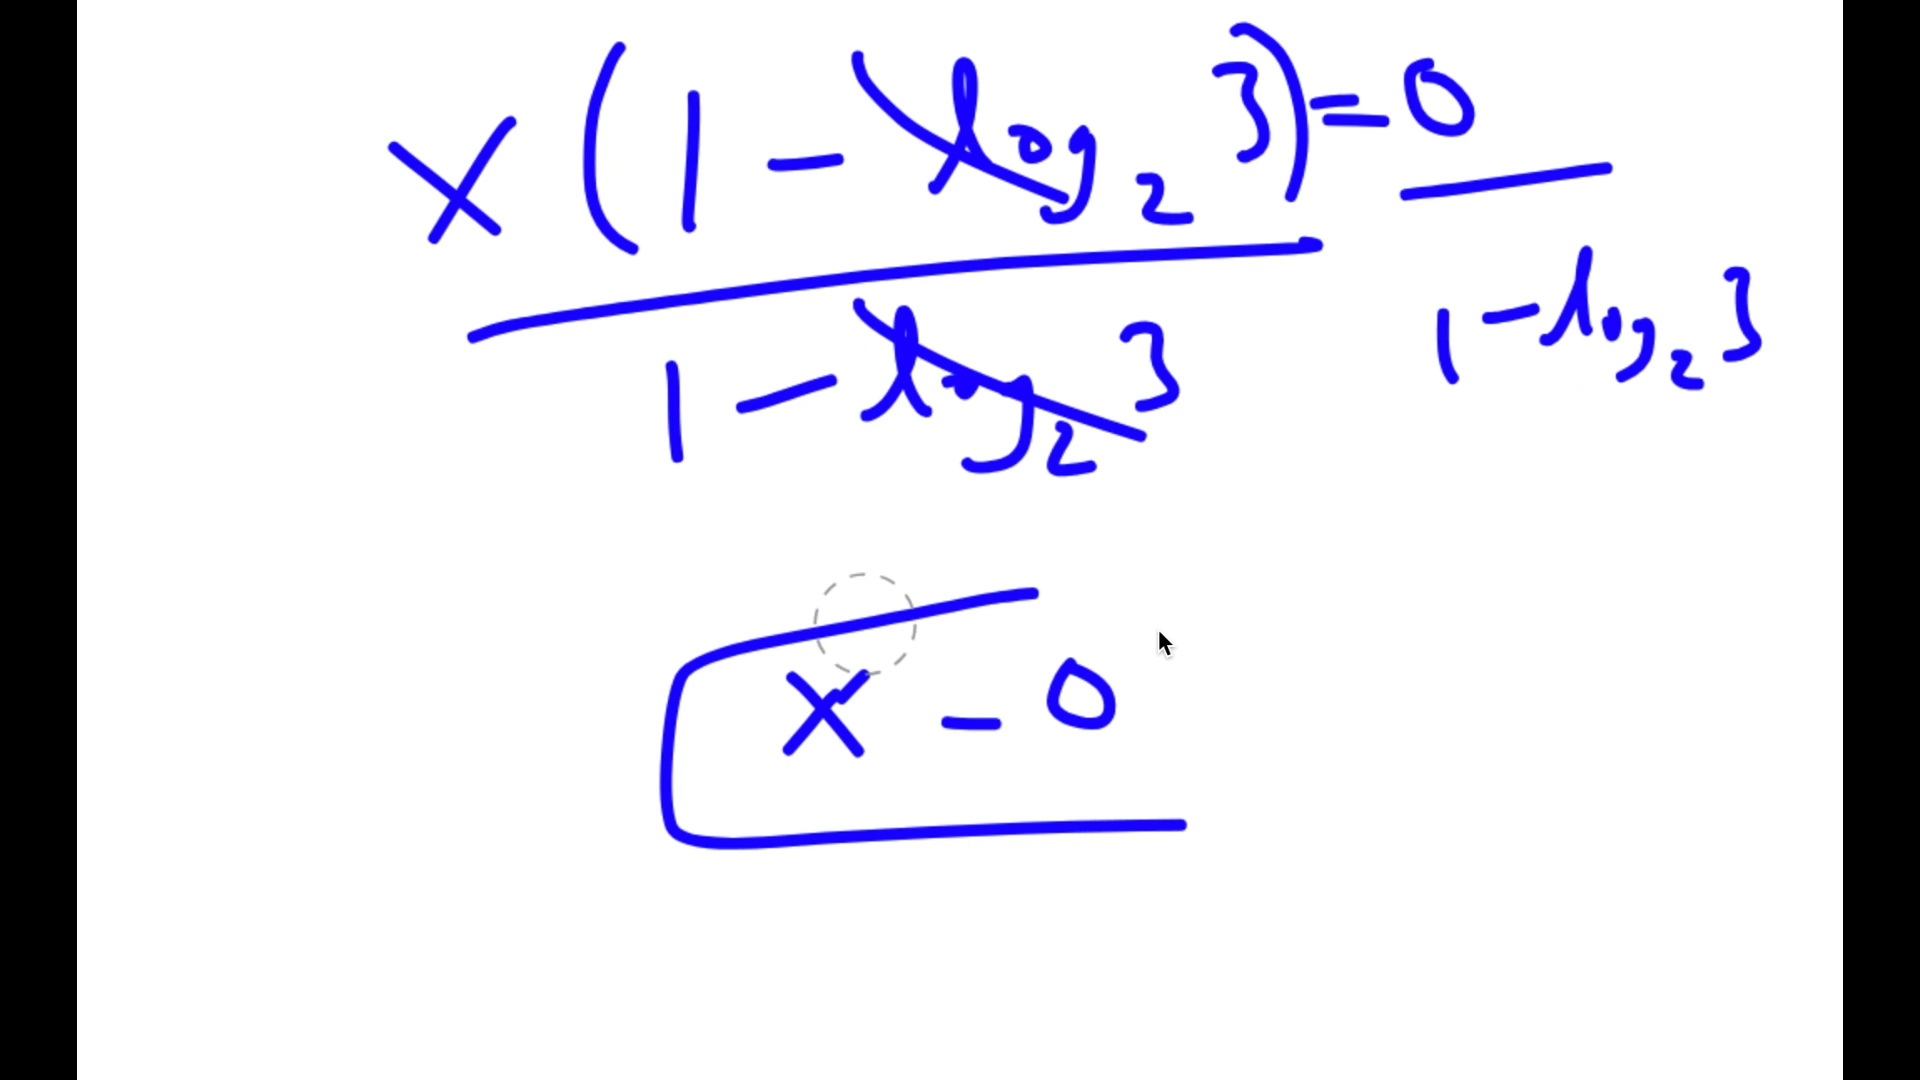 x(1 - log₂ 3) = 0
1 - log₂ 3
1 - log₂ 3
x - 0